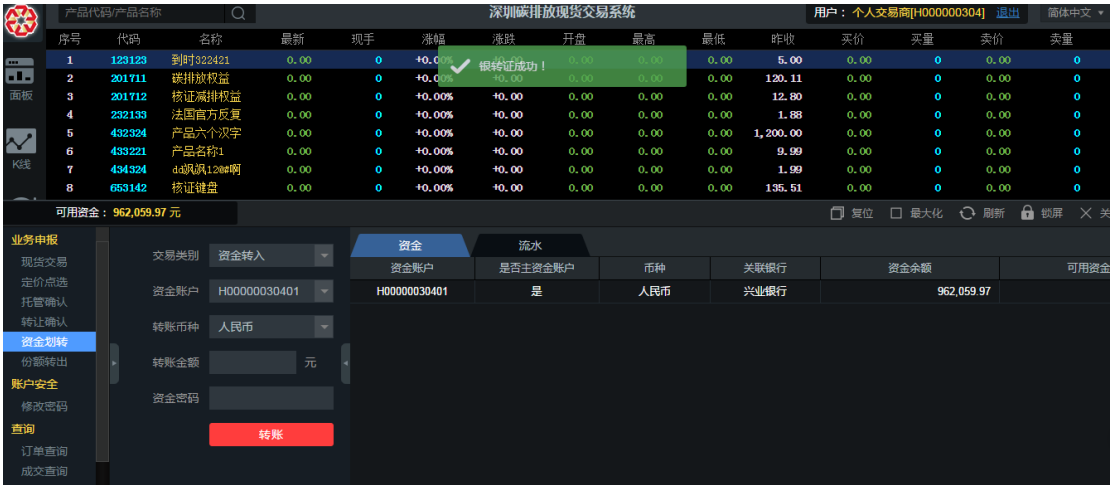 产品代码/产品名称 深圳碳排放现货交易系统 用户： 个人交易商[H000000304] 退出 简体中文
序号 代码 名称 最新 现手 涨幅 涨跌 开盘 最高 最低 昨收 买价 买量 卖价 卖量
1 123123 到时322421 0.00 0 0.00 5.00 0.00 0 0.00 0
银转证成功！
2 201711 碳排放权益 0.00 0 +0.00% +0.00 0.00 0.00 0.00 120.11 0.00 0 0.00 0
面板
3 201712 核证减排权益 0.00 0 +0.00% +0.00 0.00 0.00 0.00 12.80 0.00 0 0.00 0
4 232133 法国官方反复 0.00 0 +0.00% +0.00 0.00 0.00 0.00 1.88 0.00 0 0.00 0
5 432324 产品六个汉字 0.00 0 +0.00% +0.00 0.00 0.00 0.00 1,200.00 0.00 0 0.00 0
6 433221 产品名称1 0.00 0 +0.00% +0.00 0.00 0.00 0.00 9.99 0.00 0 0.00 0
K线
7 434324 dd飒飒120#啊 0.00 0 +0.00% +0.00 0.00 0.00 0.00 1.99 0.00 0 0.00 0
8 653142 核证键盘 0.00 0 +0.00% +0.00 0.00 0.00 0.00 135.51 0.00 0 0.00 0
可用资金： 962,059.97 元 复位 最大化 刷新 锁屏 关
业务申报
现货交易
定价点选
托管确认
转让确认
资金划转
份额转出
账户安全
修改密码
查询
订单查询
成交查询
交易类别 资金转入
资金账户 H00000030401
转账币种 人民币
转账金额 元
资金密码
转账
资金 流水
资金账户 是否主资金账户 币种 关联银行 资金余额 可用资金
H00000030401 是 人民币 兴业银行 962,059.97